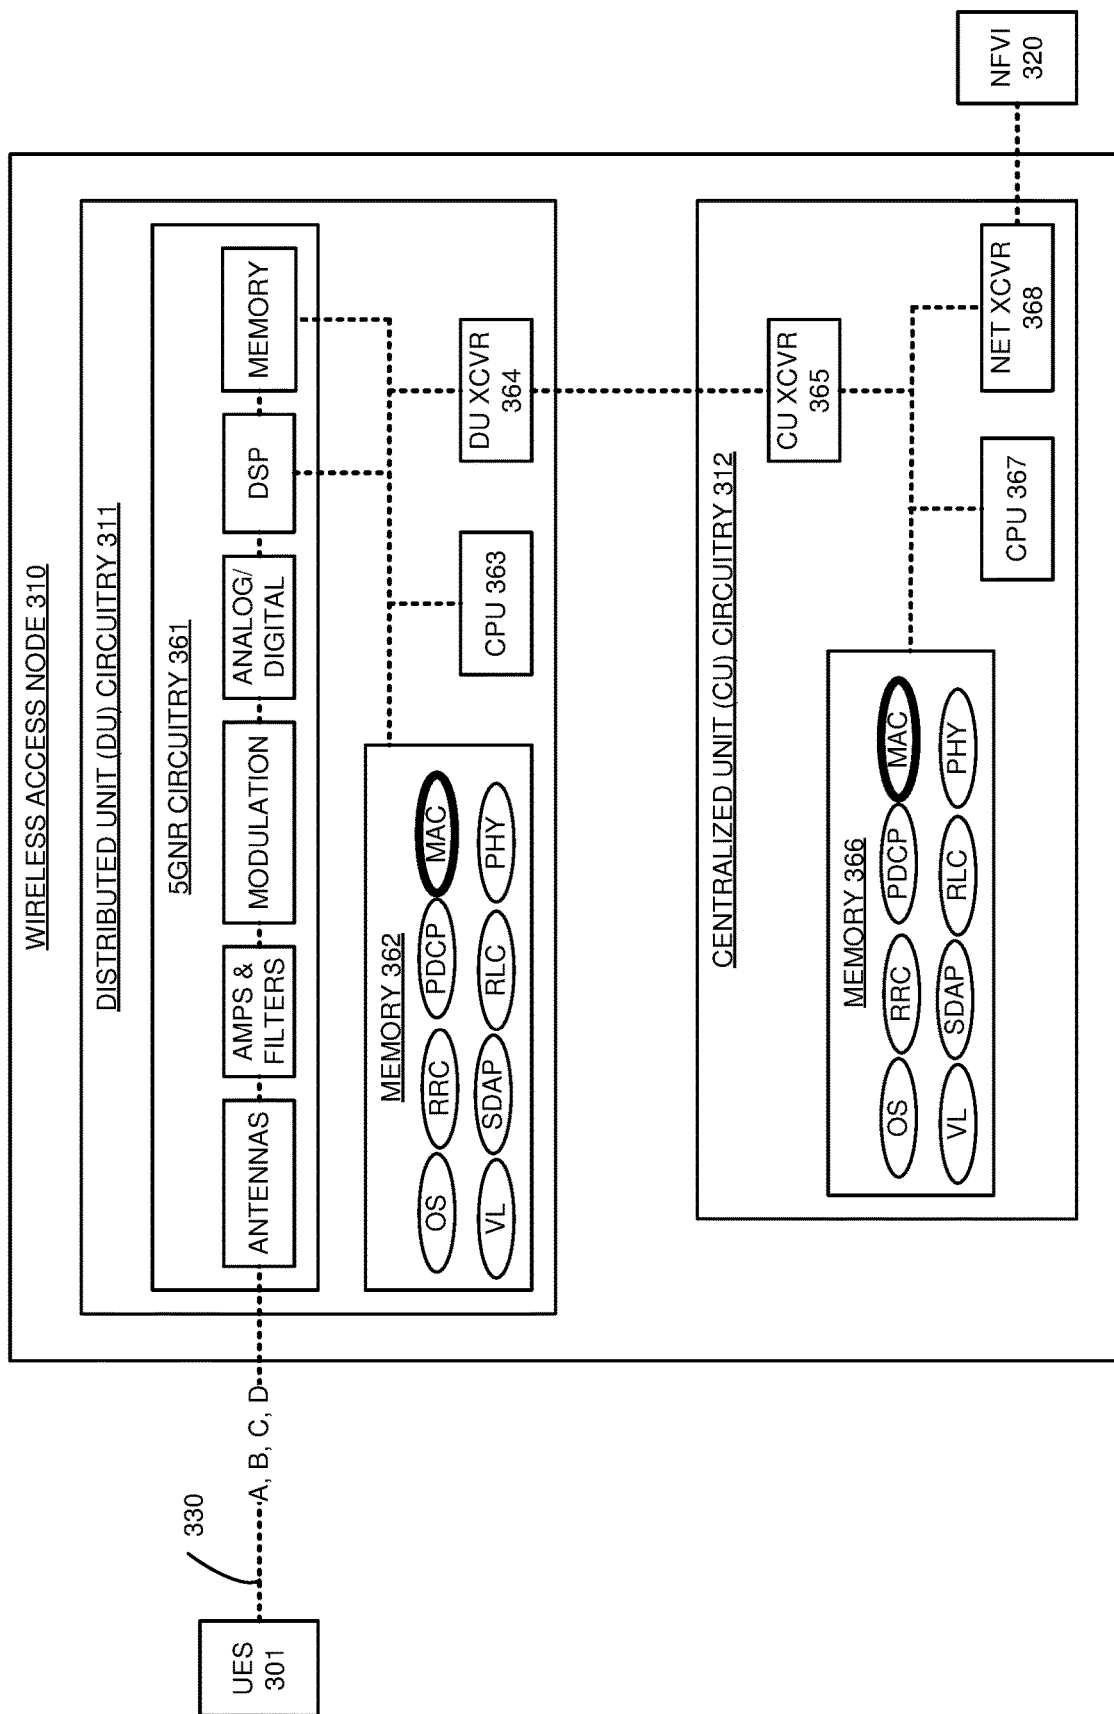 WIRELESS ACCESS NODE 310
DISTRIBUTED UNIT (DU) CIRCUITRY 311
5GNR CIRCUITRY 361
UES
301
330
A, B, C, D
ANTENNAS
AMPS &
FILTERS
MODULATION
ANALOG/
DIGITAL
DSP
MEMORY
MEMORY 362
OS
RRC
PDCP
MAC
VL
SDAP
RLC
PHY
CPU 363
DU XCVR
364
CENTRALIZED UNIT (CU) CIRCUITRY 312
CU XCVR
365
MEMORY 366
OS
RRC
PDCP
MAC
VL
SDAP
RLC
PHY
CPU 367
NET XCVR
368
NFVI
320